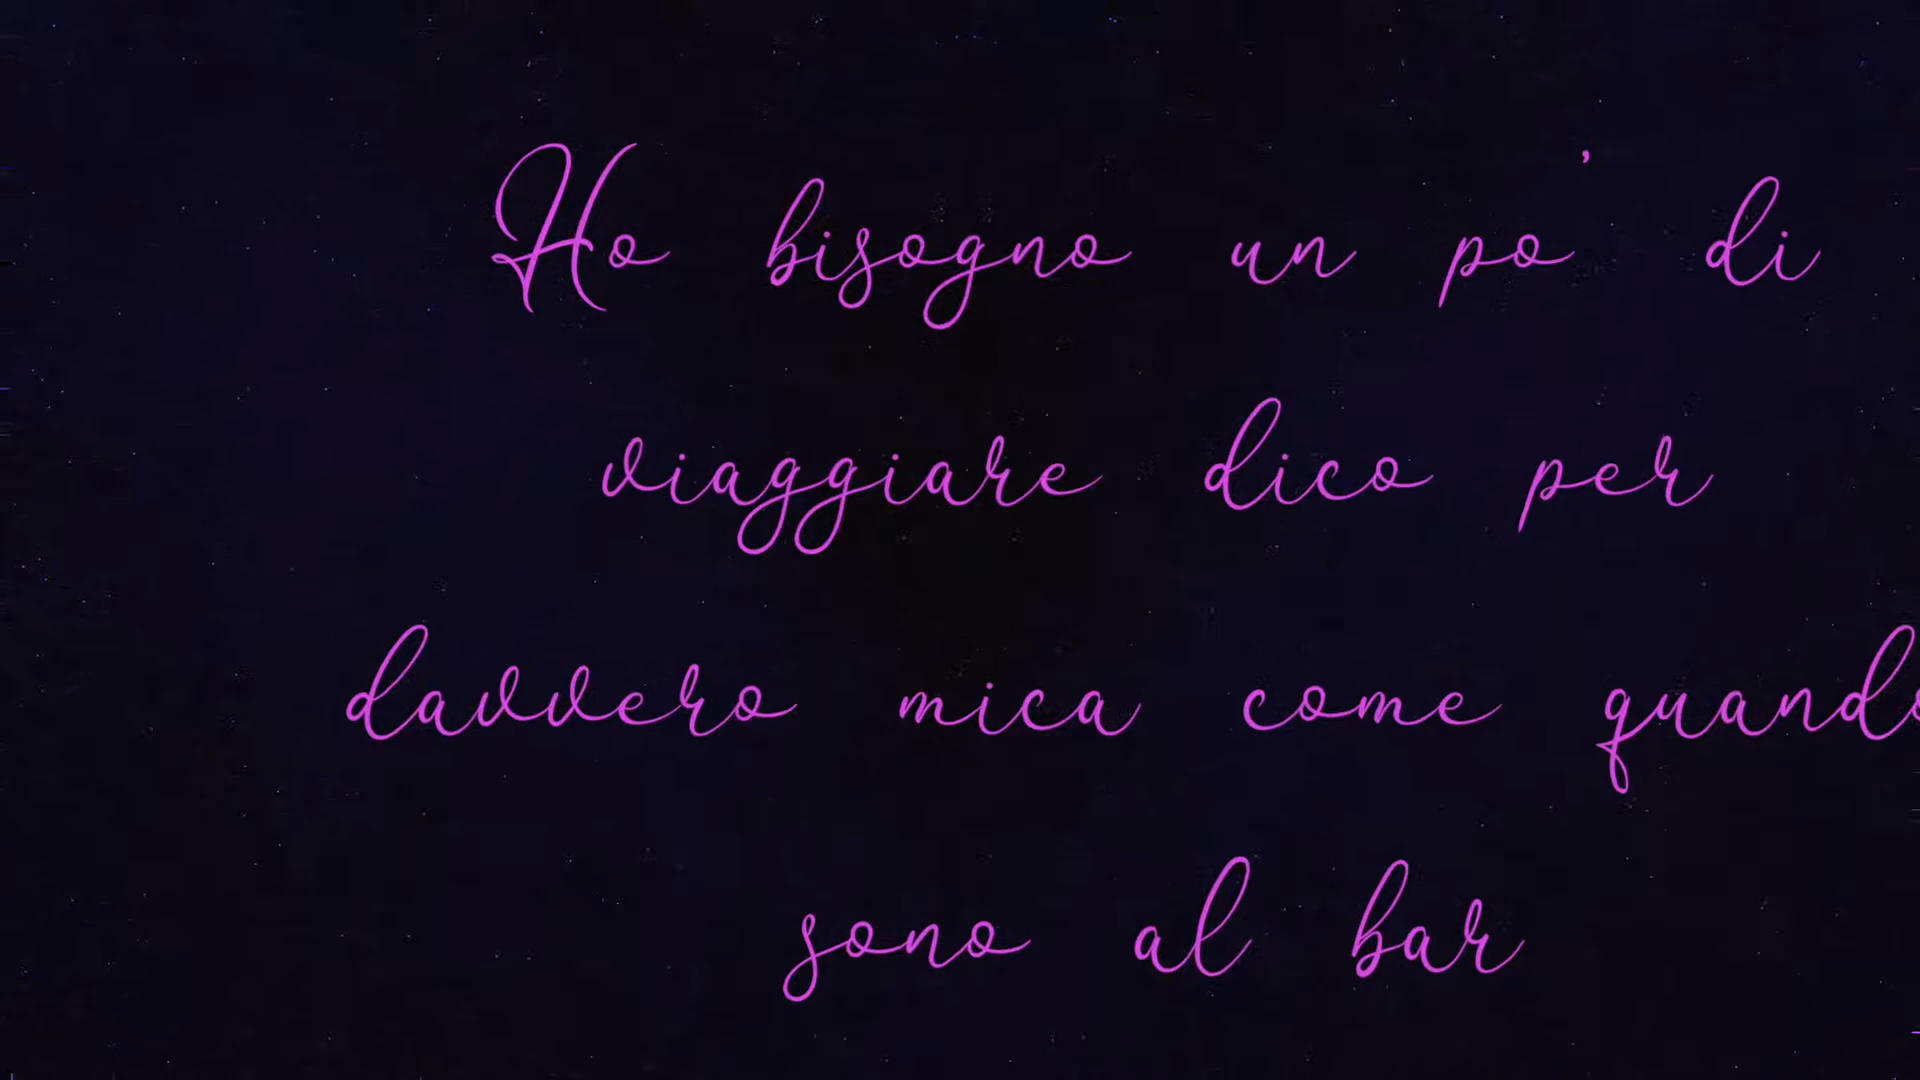 Ho bisogno un po' di
viaggiare dico per
davvero mica come quando
sono al bar